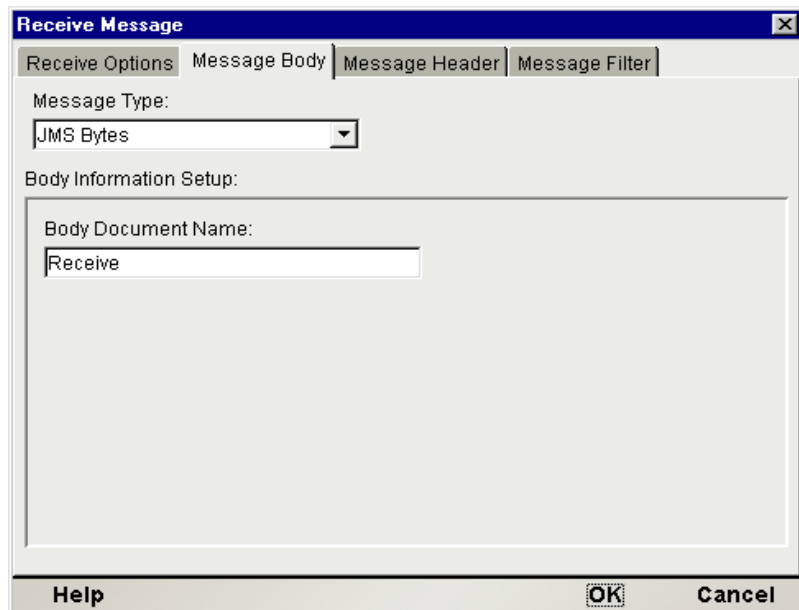 Receive Message
Receive Options Message Body Message Header Message Filter
Message Type:
JMS Bytes
Body Information Setup:
Body Document Name:
Receive
Help OK Cancel